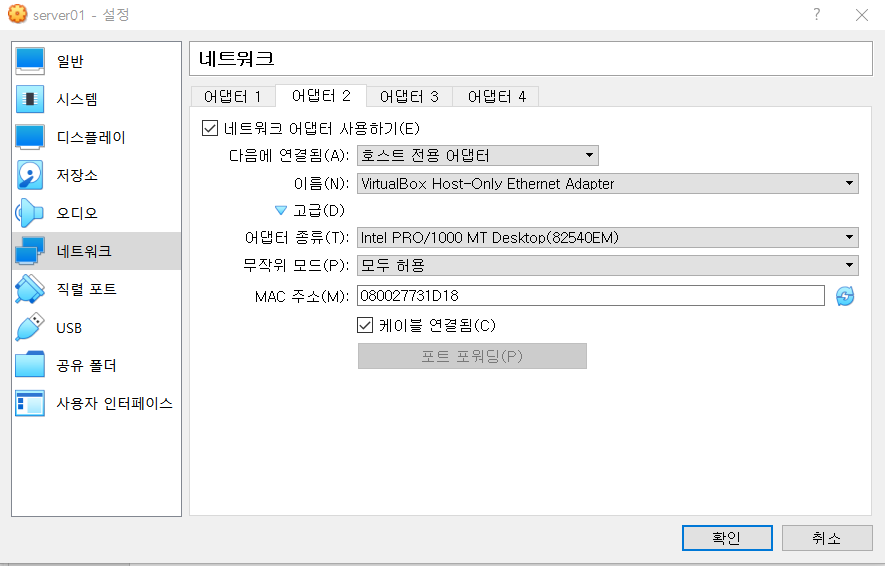 server01 - 설정
일반
시스템
디스플레이
저장소
오디오
네트워크
직렬 포트
USB
공유 폴더
사용자 인터페이스
네트워크
어댑터 1 어댑터 2 어댑터 3 어댑터 4
네트워크 어댑터 사용하기(E)
다음에 연결됨(A): 호스트 전용 어댑터
이름(N): VirtualBox Host-Only Ethernet Adapter
고급(D)
어댑터 종류(T): Intel PRO/1000 MT Desktop(82540EM)
무작위 모드(P): 모두 허용
MAC 주소(M): 080027731D18
케이블 연결됨(C)
포트 포워딩(P)
확인 취소